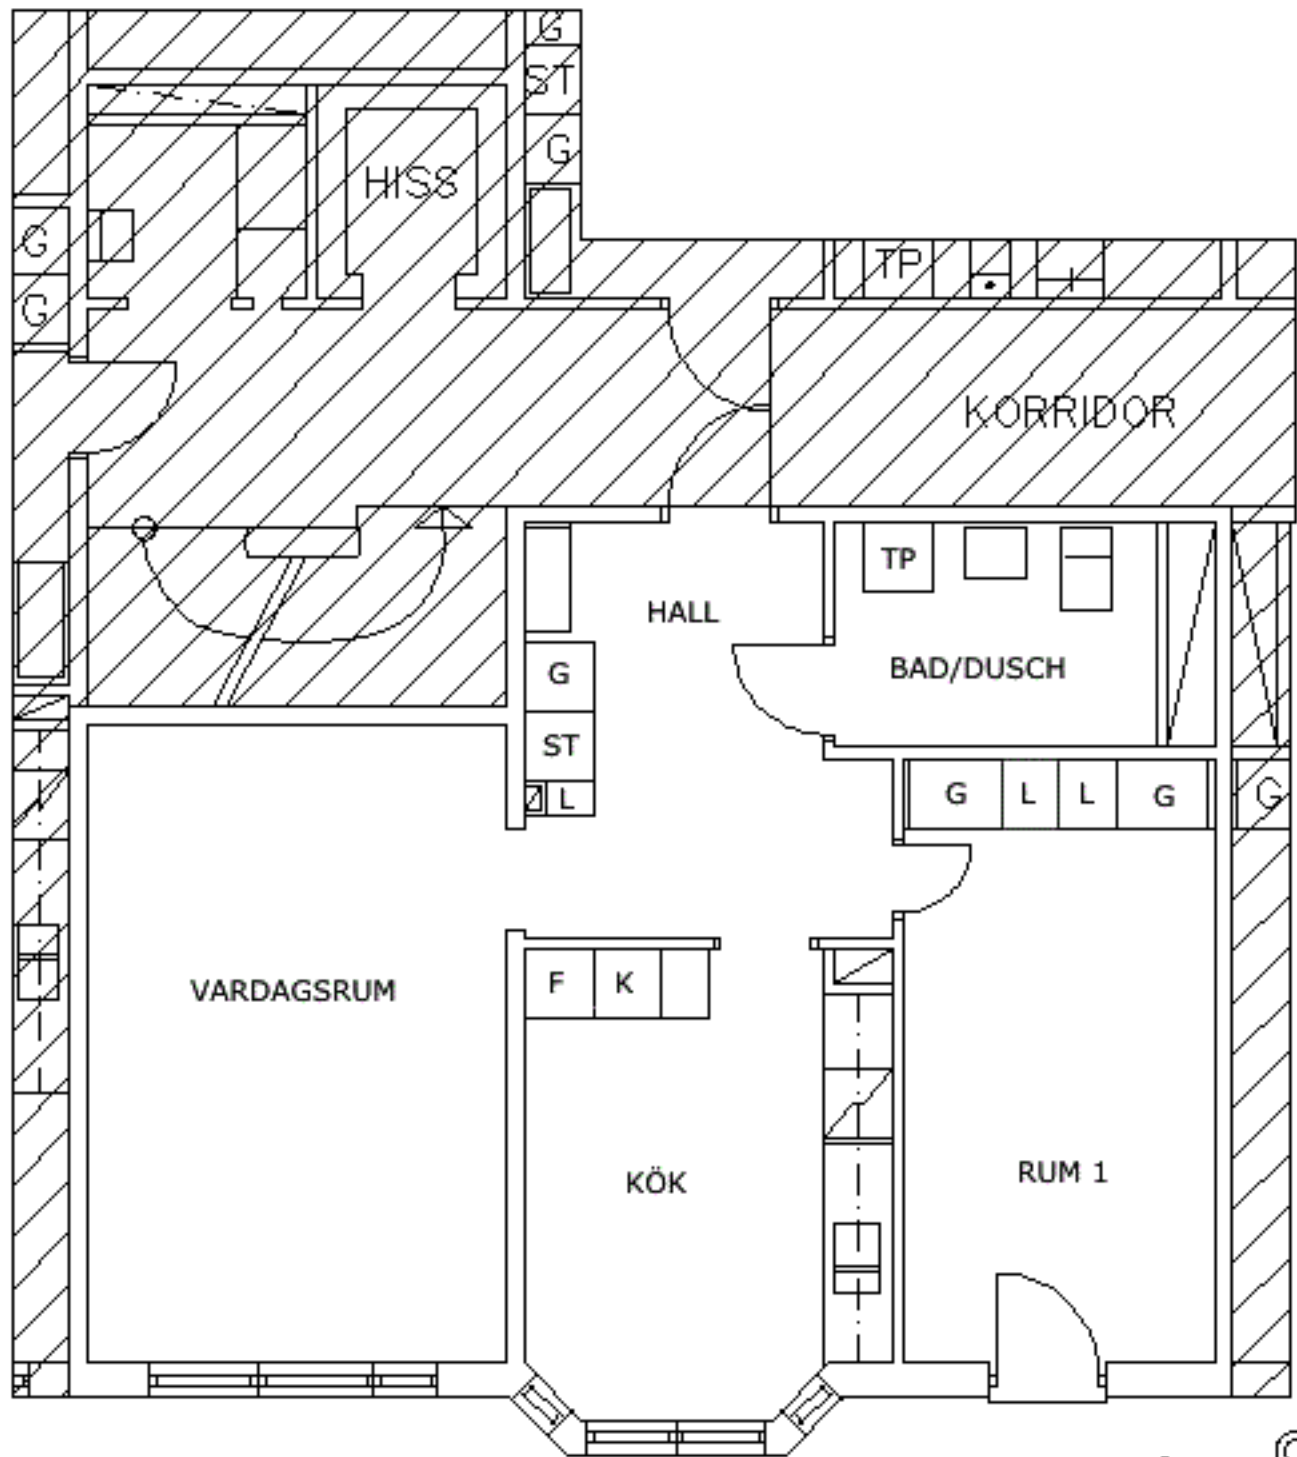 G
ST
G
HISS
G
G
TP
KORRIDOR
HALL
TP
BAD/DUSCH
G
ST
L
G L L G
G
VARDAGSRUM
F K
KÖK
RUM 1